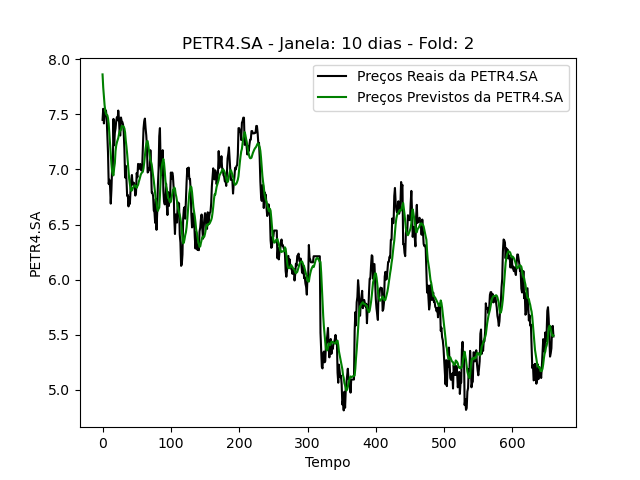 PETR4.SA - Janela: 10 dias - Fold: 2
Preços Reais da PETR4.SA
Preços Previstos da PETR4.SA
8.0
7.5
7.0
6.5
6.0
5.5
5.0
PETR4.SA
0 100 200 300 400 500 600
Tempo